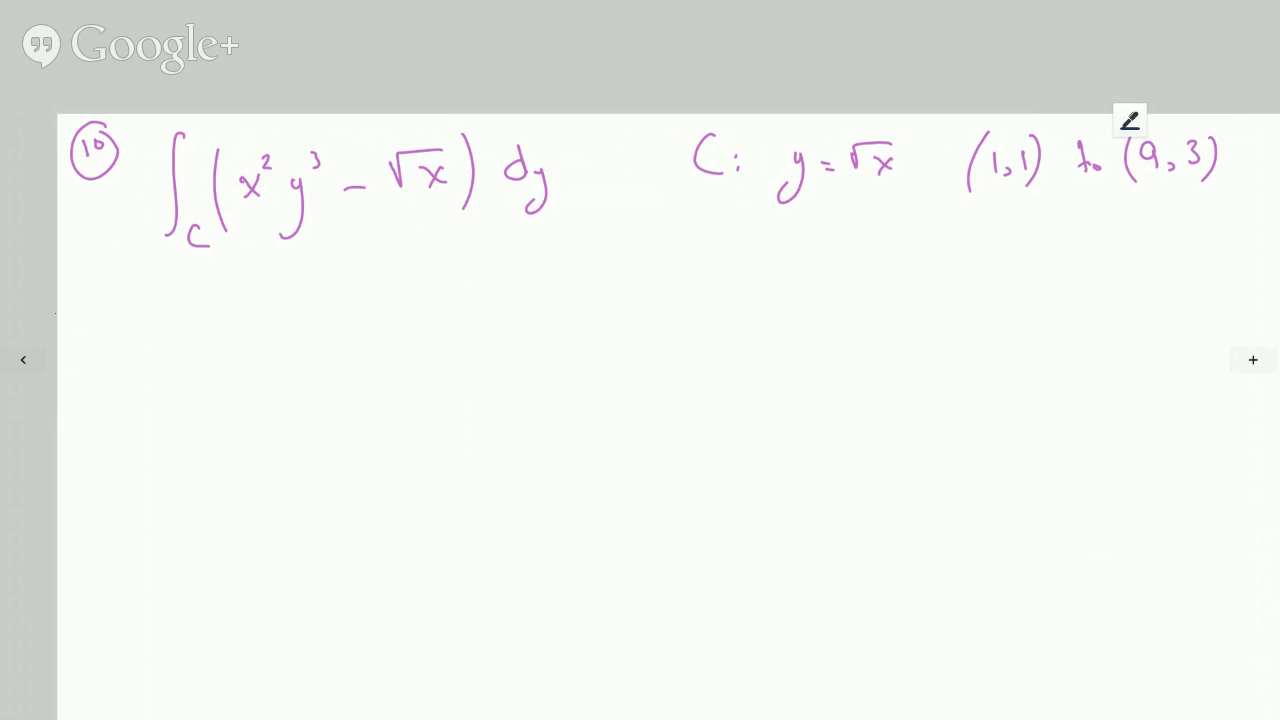 Google+
10 ∫_C (x²y³ − √x) dy C: y = √x (1,1) to (9,3)